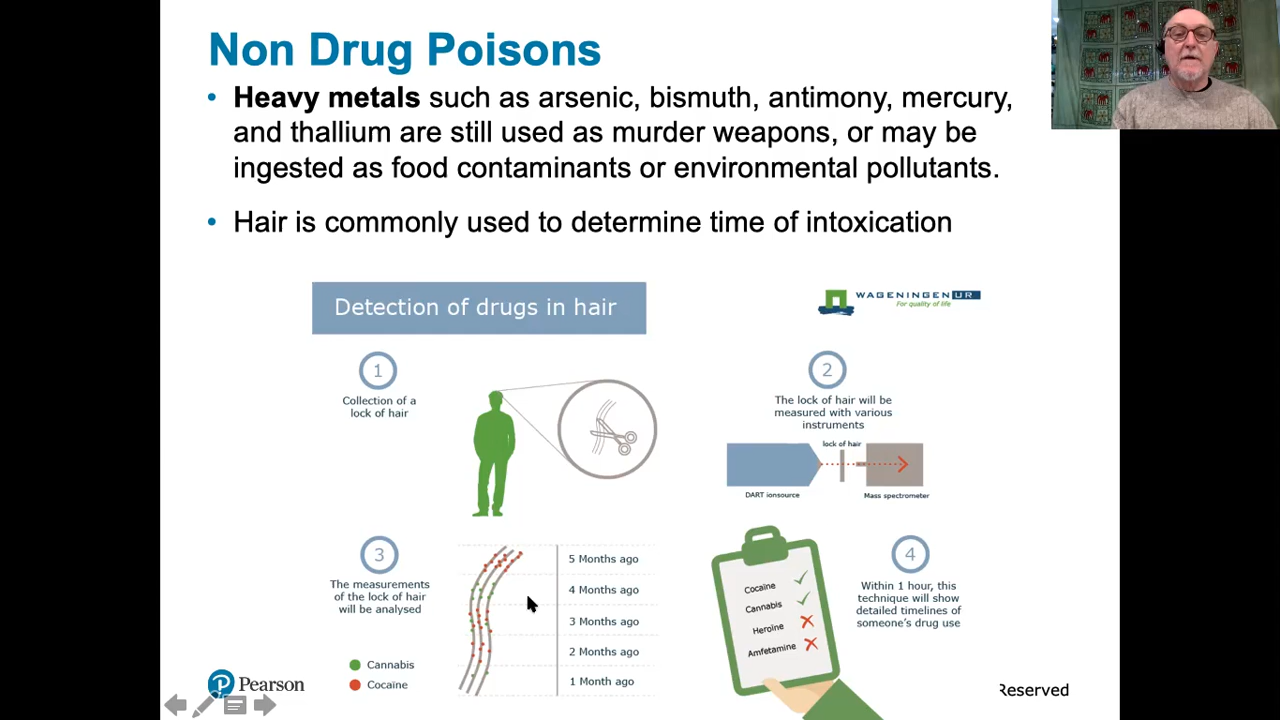 Non Drug Poisons
• Heavy metals such as arsenic, bismuth, antimony, mercury,
and thallium are still used as murder weapons, or may be
ingested as food contaminants or environmental pollutants.
• Hair is commonly used to determine time of intoxication
Detection of drugs in hair
WAGENINGEN UR
For quality of life
1
Collection of a
lock of hair
2
The lock of hair will be
measured with various
instruments
lock of hair
DART ionsource
Mass spectrometer
3
The measurements
of the lock of hair
will be analysed
5 Months ago
4 Months ago
3 Months ago
2 Months ago
1 Month ago
Cannabis
Cocaïne
Cocaïne
Cannabis
Heroïne
Amfetamine
4
Within 1 hour, this
technique will show
detailed timelines of
someone's drug use
P Pearson
Reserved